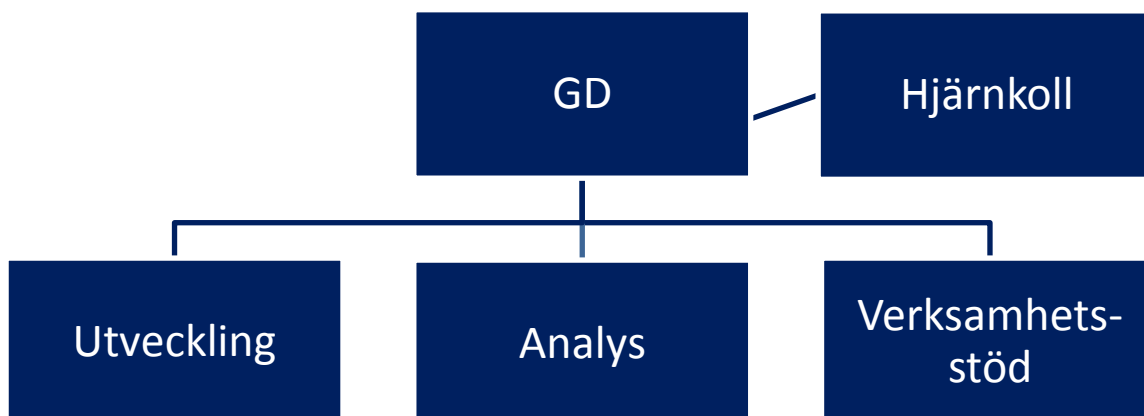 GD
Hjärnkoll
Utveckling
Analys
Verksamhets-
stöd